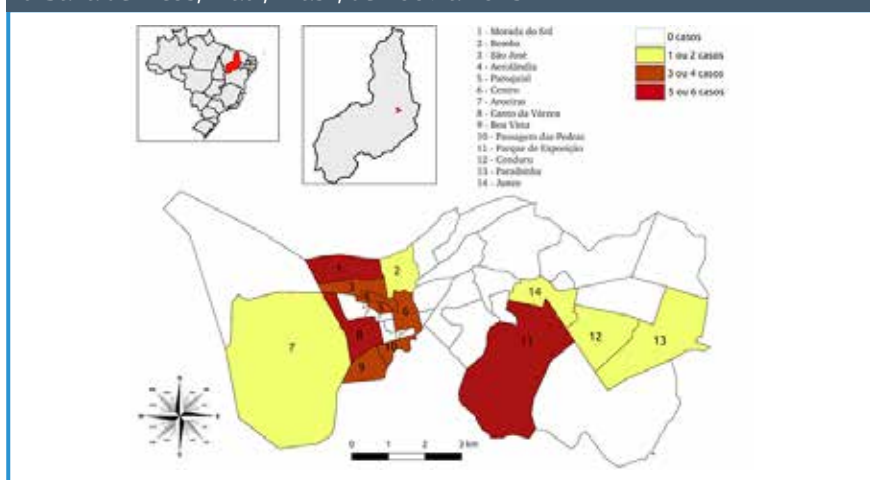 1 - Morada do Sol
2 - Bomba
3 - São José
4 - Aerolândia
5 - Paroquial
6 - Centro
7 - Aroeiras
8 - Canto da Várzea
9 - Boa Vista
10 - Passagem das Pedras
11 - Parque de Exposição
12 - Conduru
13 - Paraibinha
14 - Junco
0 casos
1 ou 2 casos
3 ou 4 casos
5 ou 6 casos
1
2
3
6
14
7
8
11
12
13
10
9
0 1 2 3 km